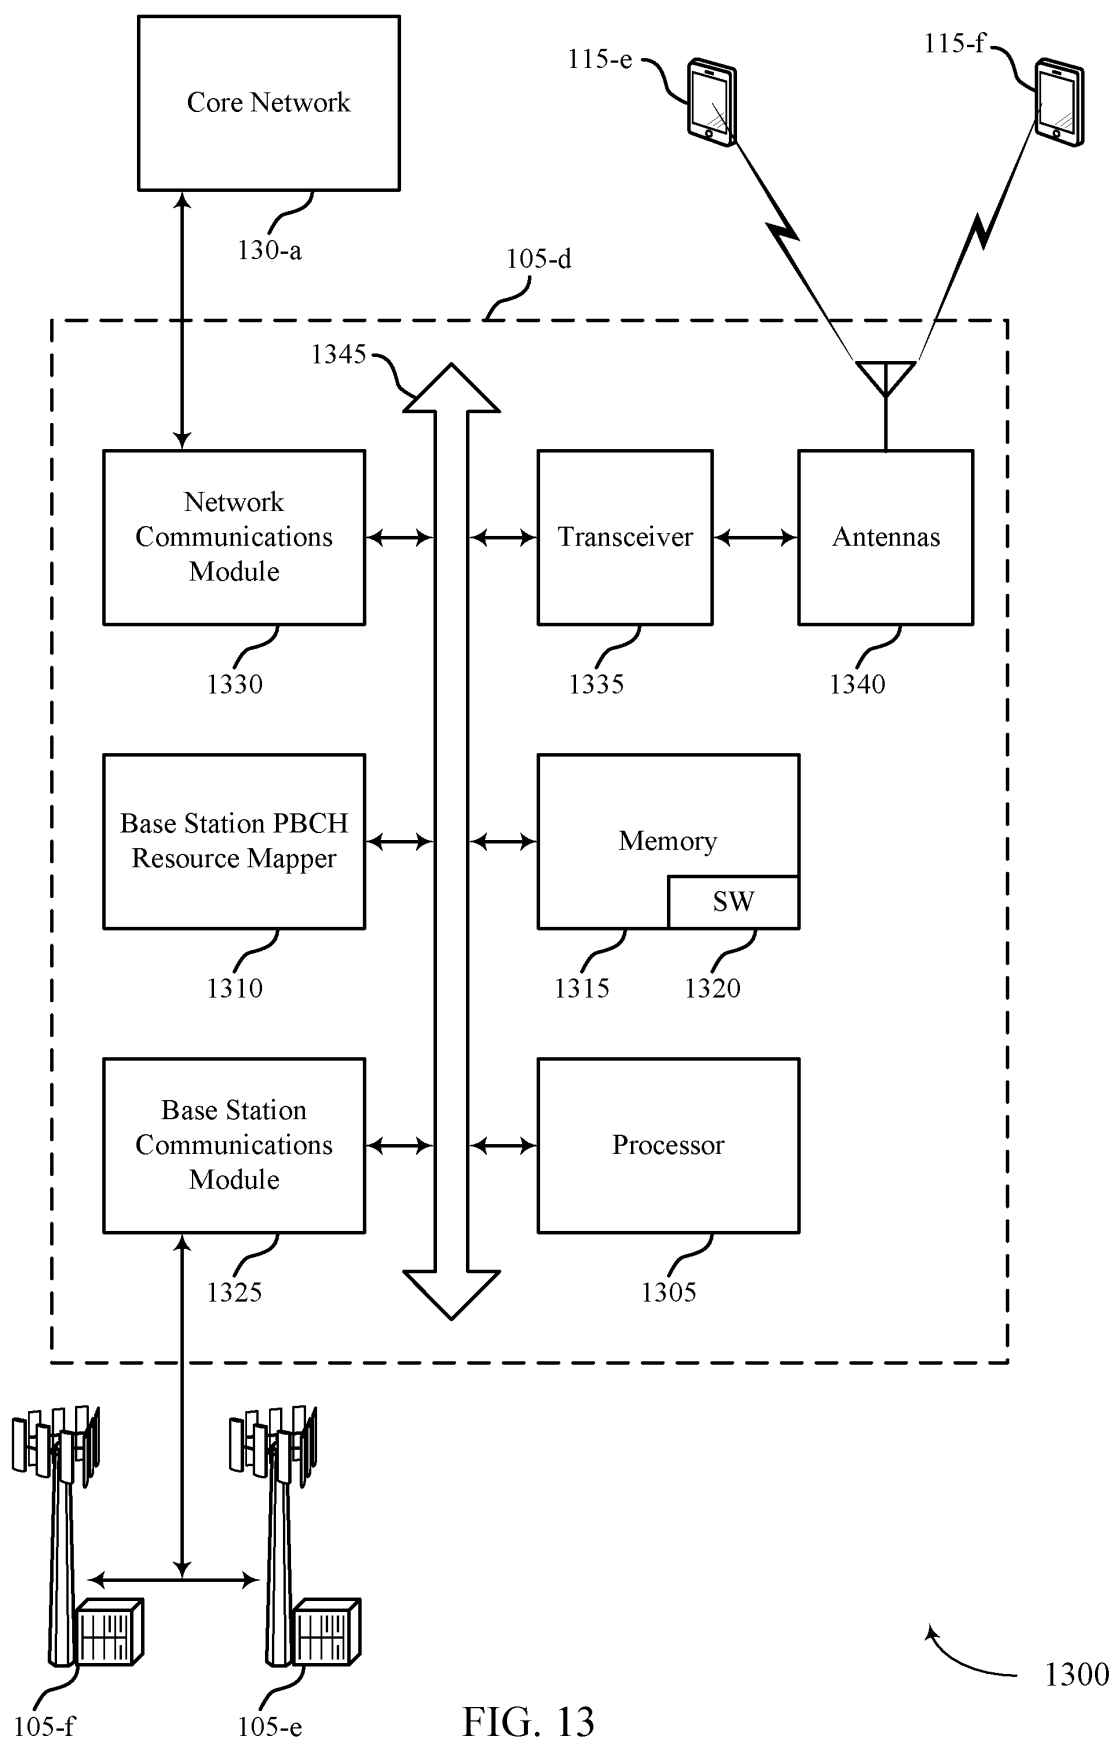 Core Network
130-a
115-e
115-f
105-d
1345
Network
Communications
Module
1330
Transceiver
1335
Antennas
1340
Base Station PBCH
Resource Mapper
1310
Memory
SW
1315
1320
Base Station
Communications
Module
1325
Processor
1305
105-f
105-e
1300
FIG. 13